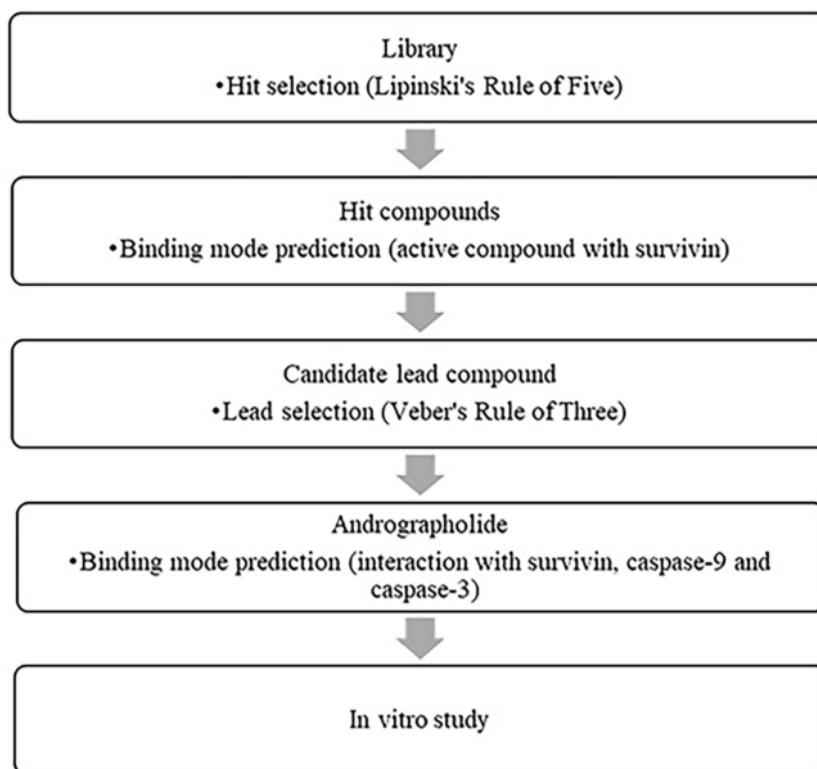 Library
•Hit selection (Lipinski's Rule of Five)
Hit compounds
•Binding mode prediction (active compound with survivin)
Candidate lead compound
•Lead selection (Veber's Rule of Three)
Andrographolide
•Binding mode prediction (interaction with survivin, caspase-9 and
caspase-3)
In vitro study